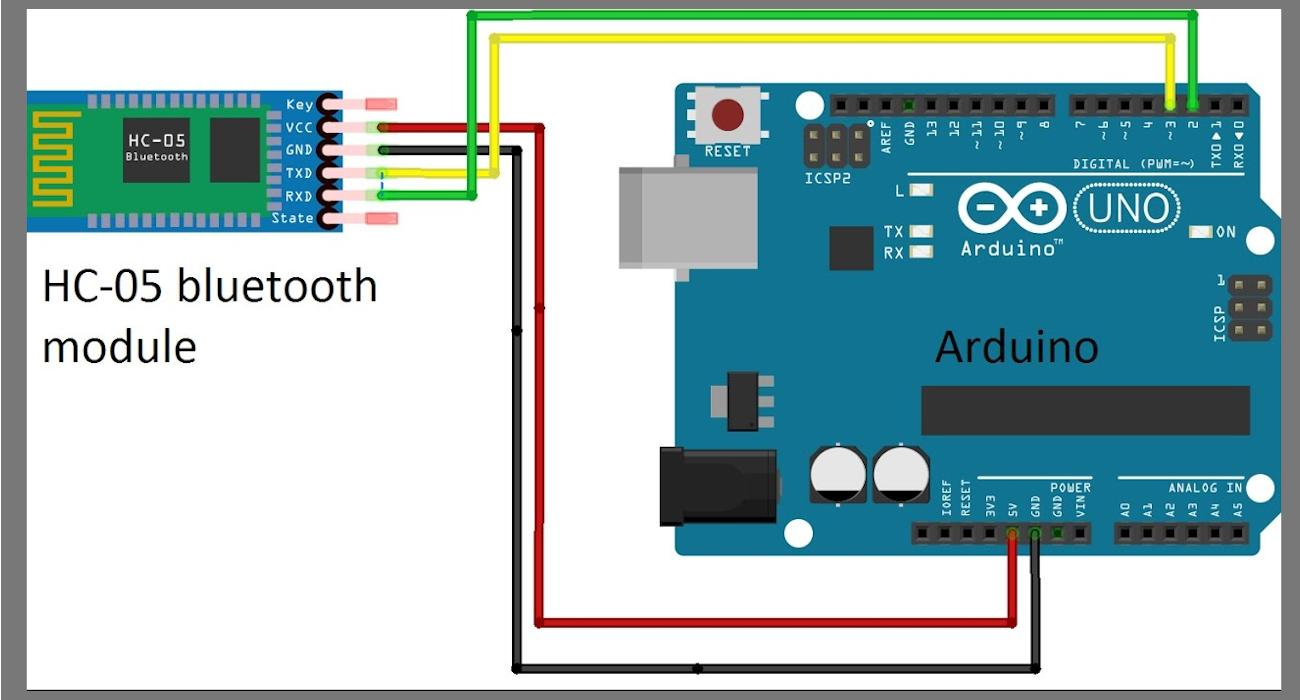 Key
VCC
GND
TXD
RXD
State
HC-05
Bluetooth
HC-05 bluetooth
module
RESET
ICSP2
AREF
GND
13
12
~11
~10
~9
8
7
~6
~5
4
~3
2
TX0▶1
RX0◀0
DIGITAL (PWM=~)
L
TX
RX
Arduino™
UNO
ON
1
ICSP
Arduino
IOREF
RESET
3V3
5V
GND
GND
VIN
POWER
ANALOG IN
A0
A1
A2
A3
A4
A5